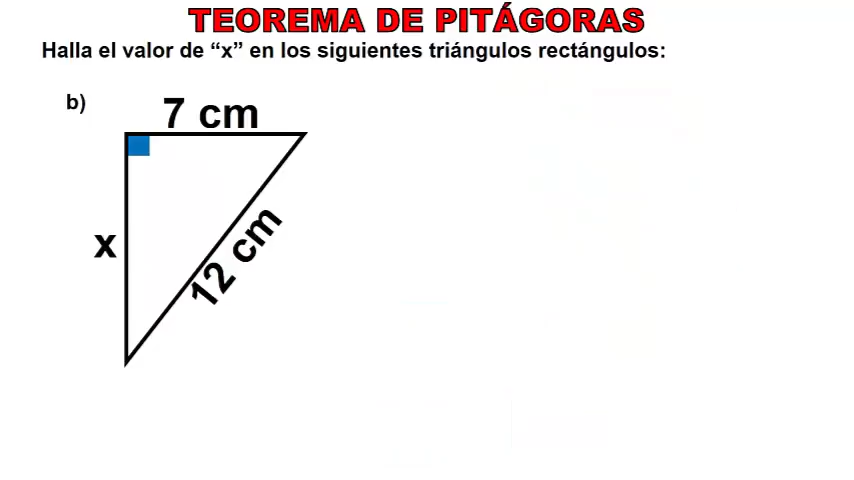 TEOREMA DE PITÁGORAS
Halla el valor de “x” en los siguientes triángulos rectángulos:
b)
7 cm
x
12 cm